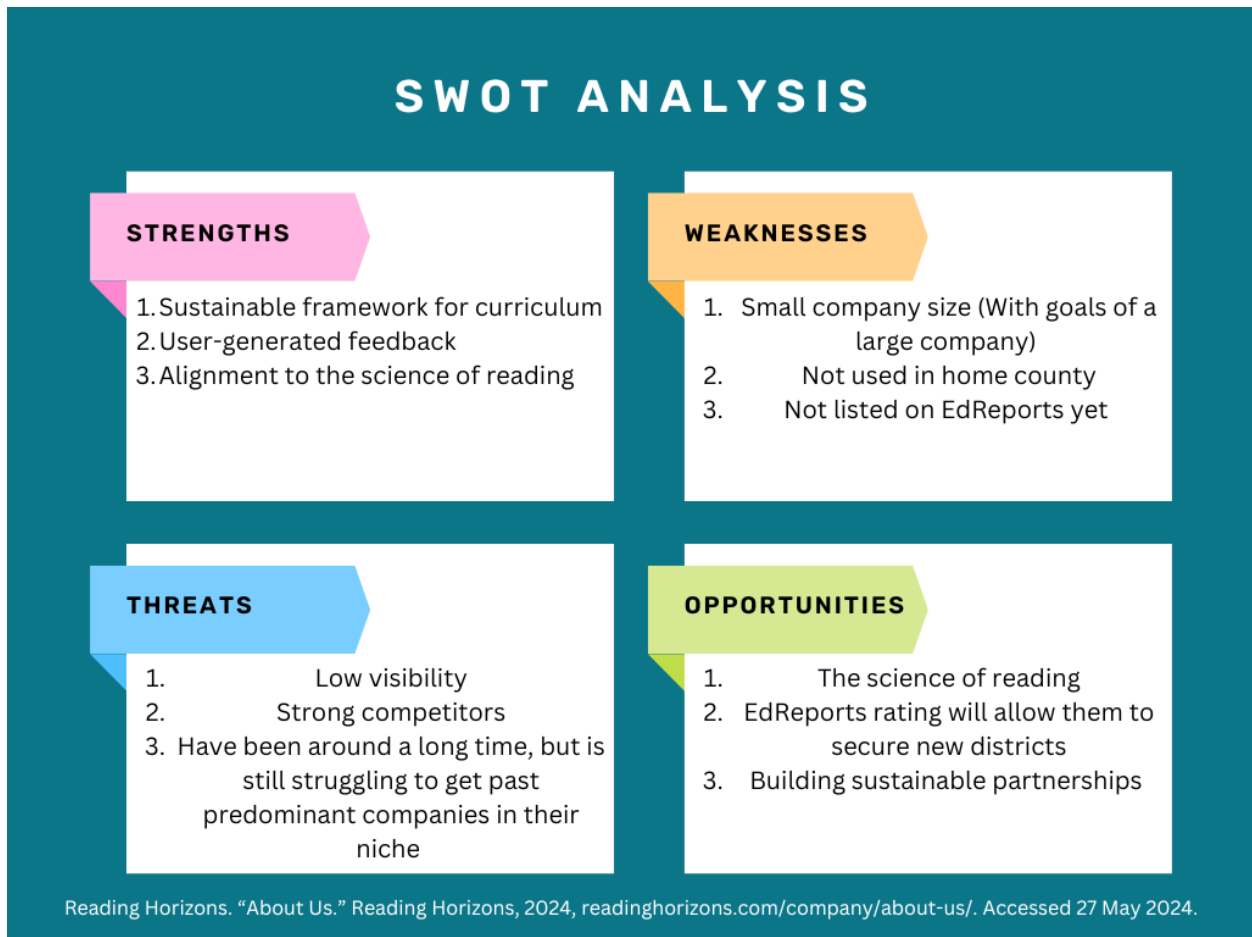 SWOT ANALYSIS
STRENGTHS
1. Sustainable framework for curriculum
2. User-generated feedback
3. Alignment to the science of reading
WEAKNESSES
1. Small company size (With goals of a
large company)
2. Not used in home county
3. Not listed on EdReports yet
THREATS
1. Low visibility
2. Strong competitors
3. Have been around a long time, but is
still struggling to get past
predominant companies in their
niche
OPPORTUNITIES
1. The science of reading
2. EdReports rating will allow them to
secure new districts
3. Building sustainable partnerships
Reading Horizons. “About Us.” Reading Horizons, 2024, readinghorizons.com/company/about-us/. Accessed 27 May 2024.